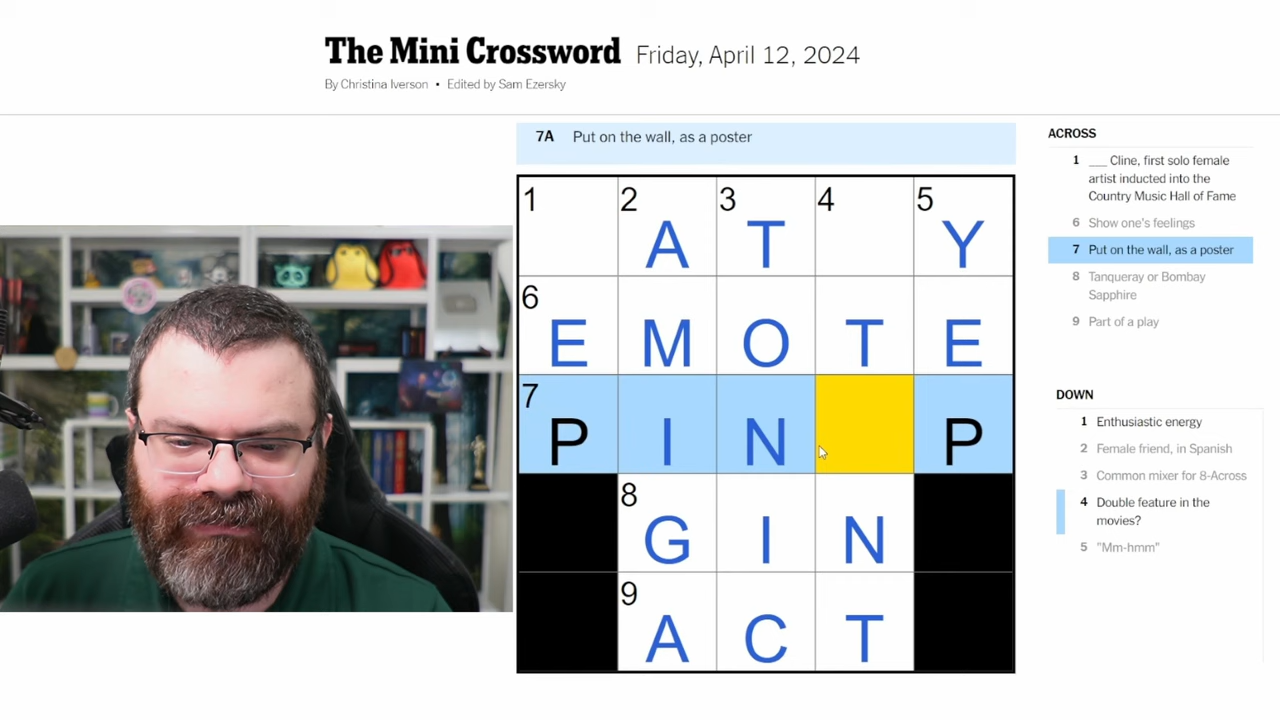 The Mini Crossword Friday, April 12, 2024
By Christina Iverson • Edited by Sam Ezersky
7A Put on the wall, as a poster
1 2 A 3 T 4 5 Y
6 E M O T E
7 P I N P
8 G I N
9 A C T
ACROSS
1 ___ Cline, first solo female
artist inducted into the
Country Music Hall of Fame
6 Show one's feelings
7 Put on the wall, as a poster
8 Tanqueray or Bombay
Sapphire
9 Part of a play
DOWN
1 Enthusiastic energy
2 Female friend, in Spanish
3 Common mixer for 8-Across
4 Double feature in the
movies?
5 "Mm-hmm"